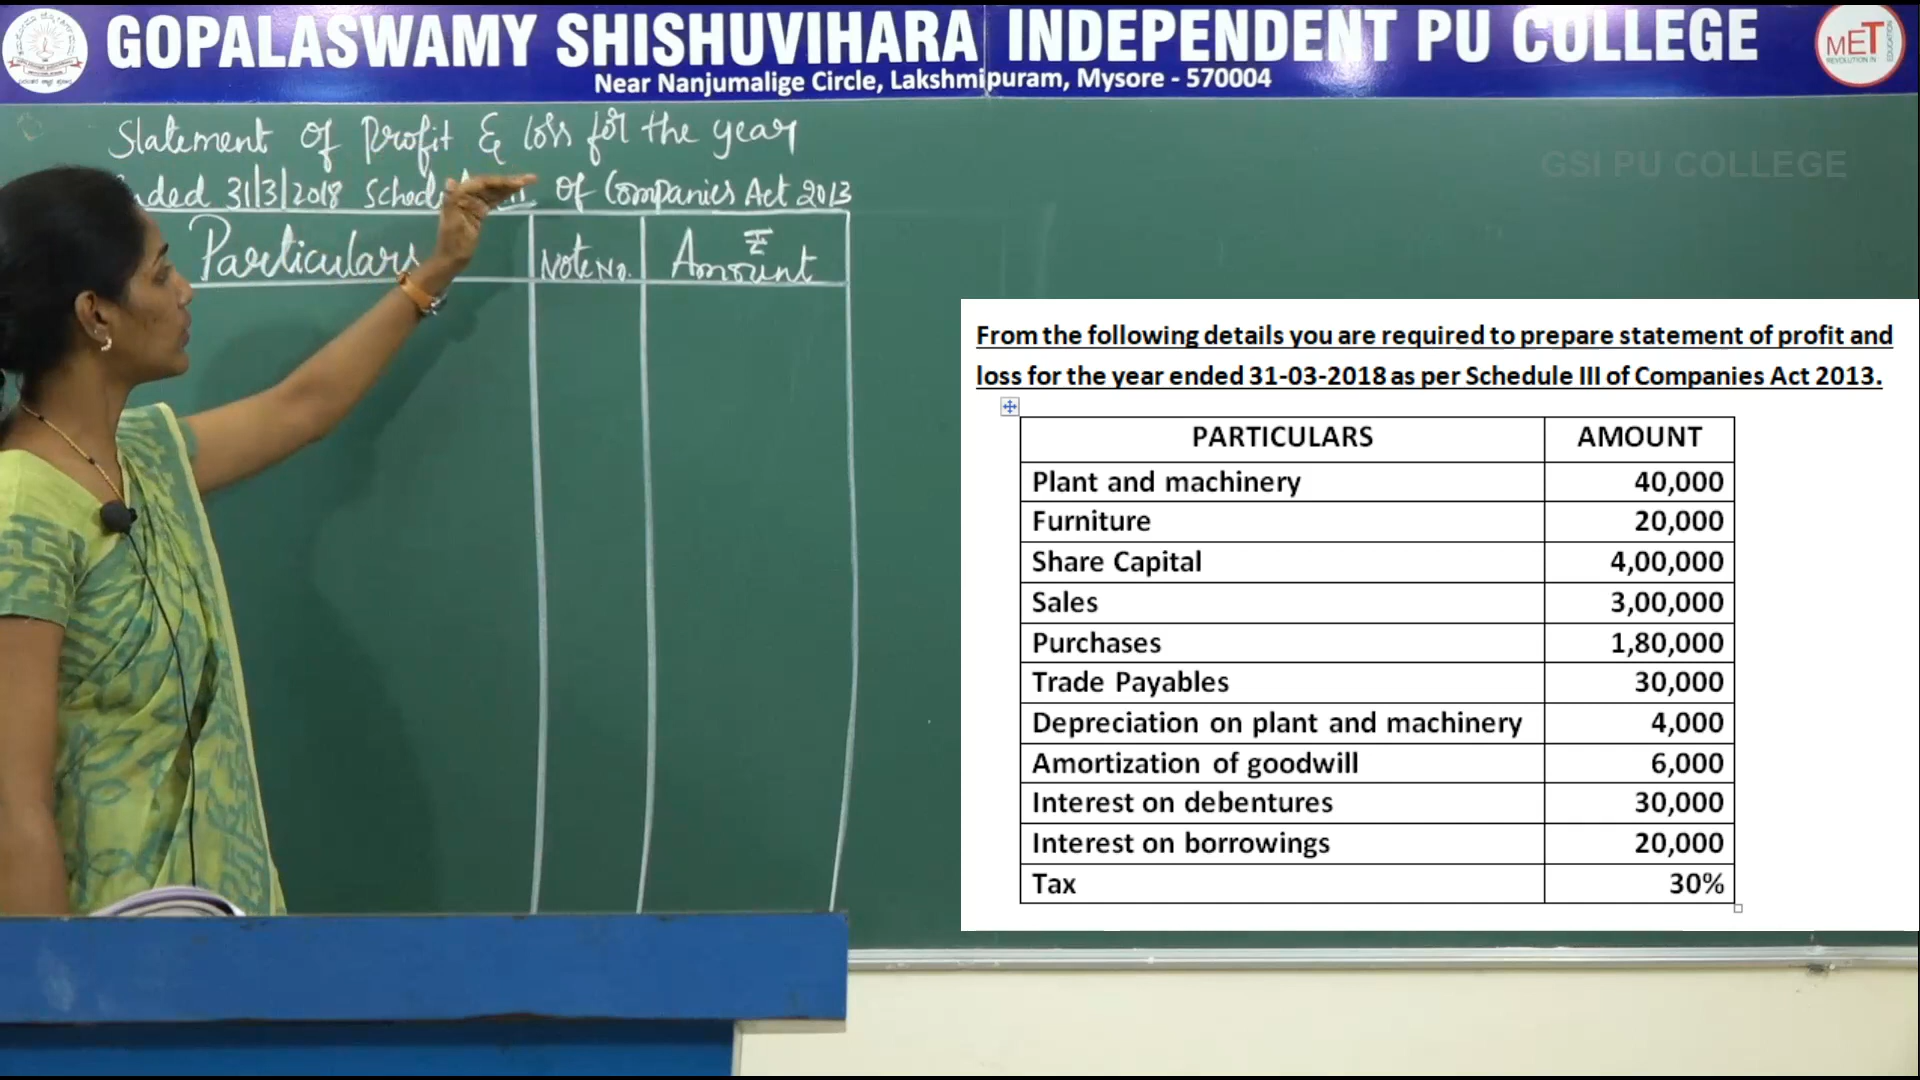 GOPALASWAMY SHISHUVIHARA INDEPENDENT PU COLLEGE
Near Nanjumalige Circle, Lakshmipuram, Mysore - 570004
MET
REVOLUTION IN
EDUCATION
Statement of Profit & loss for the year
nded 31/3/2018 Sched of Companies Act 2013
GSI PU COLLEGE
Particulars Note No. ₹ Amount
From the following details you are required to prepare statement of profit and
loss for the year ended 31-03-2018 as per Schedule III of Companies Act 2013.
PARTICULARS AMOUNT
Plant and machinery 40,000
Furniture 20,000
Share Capital 4,00,000
Sales 3,00,000
Purchases 1,80,000
Trade Payables 30,000
Depreciation on plant and machinery 4,000
Amortization of goodwill 6,000
Interest on debentures 30,000
Interest on borrowings 20,000
Tax 30%